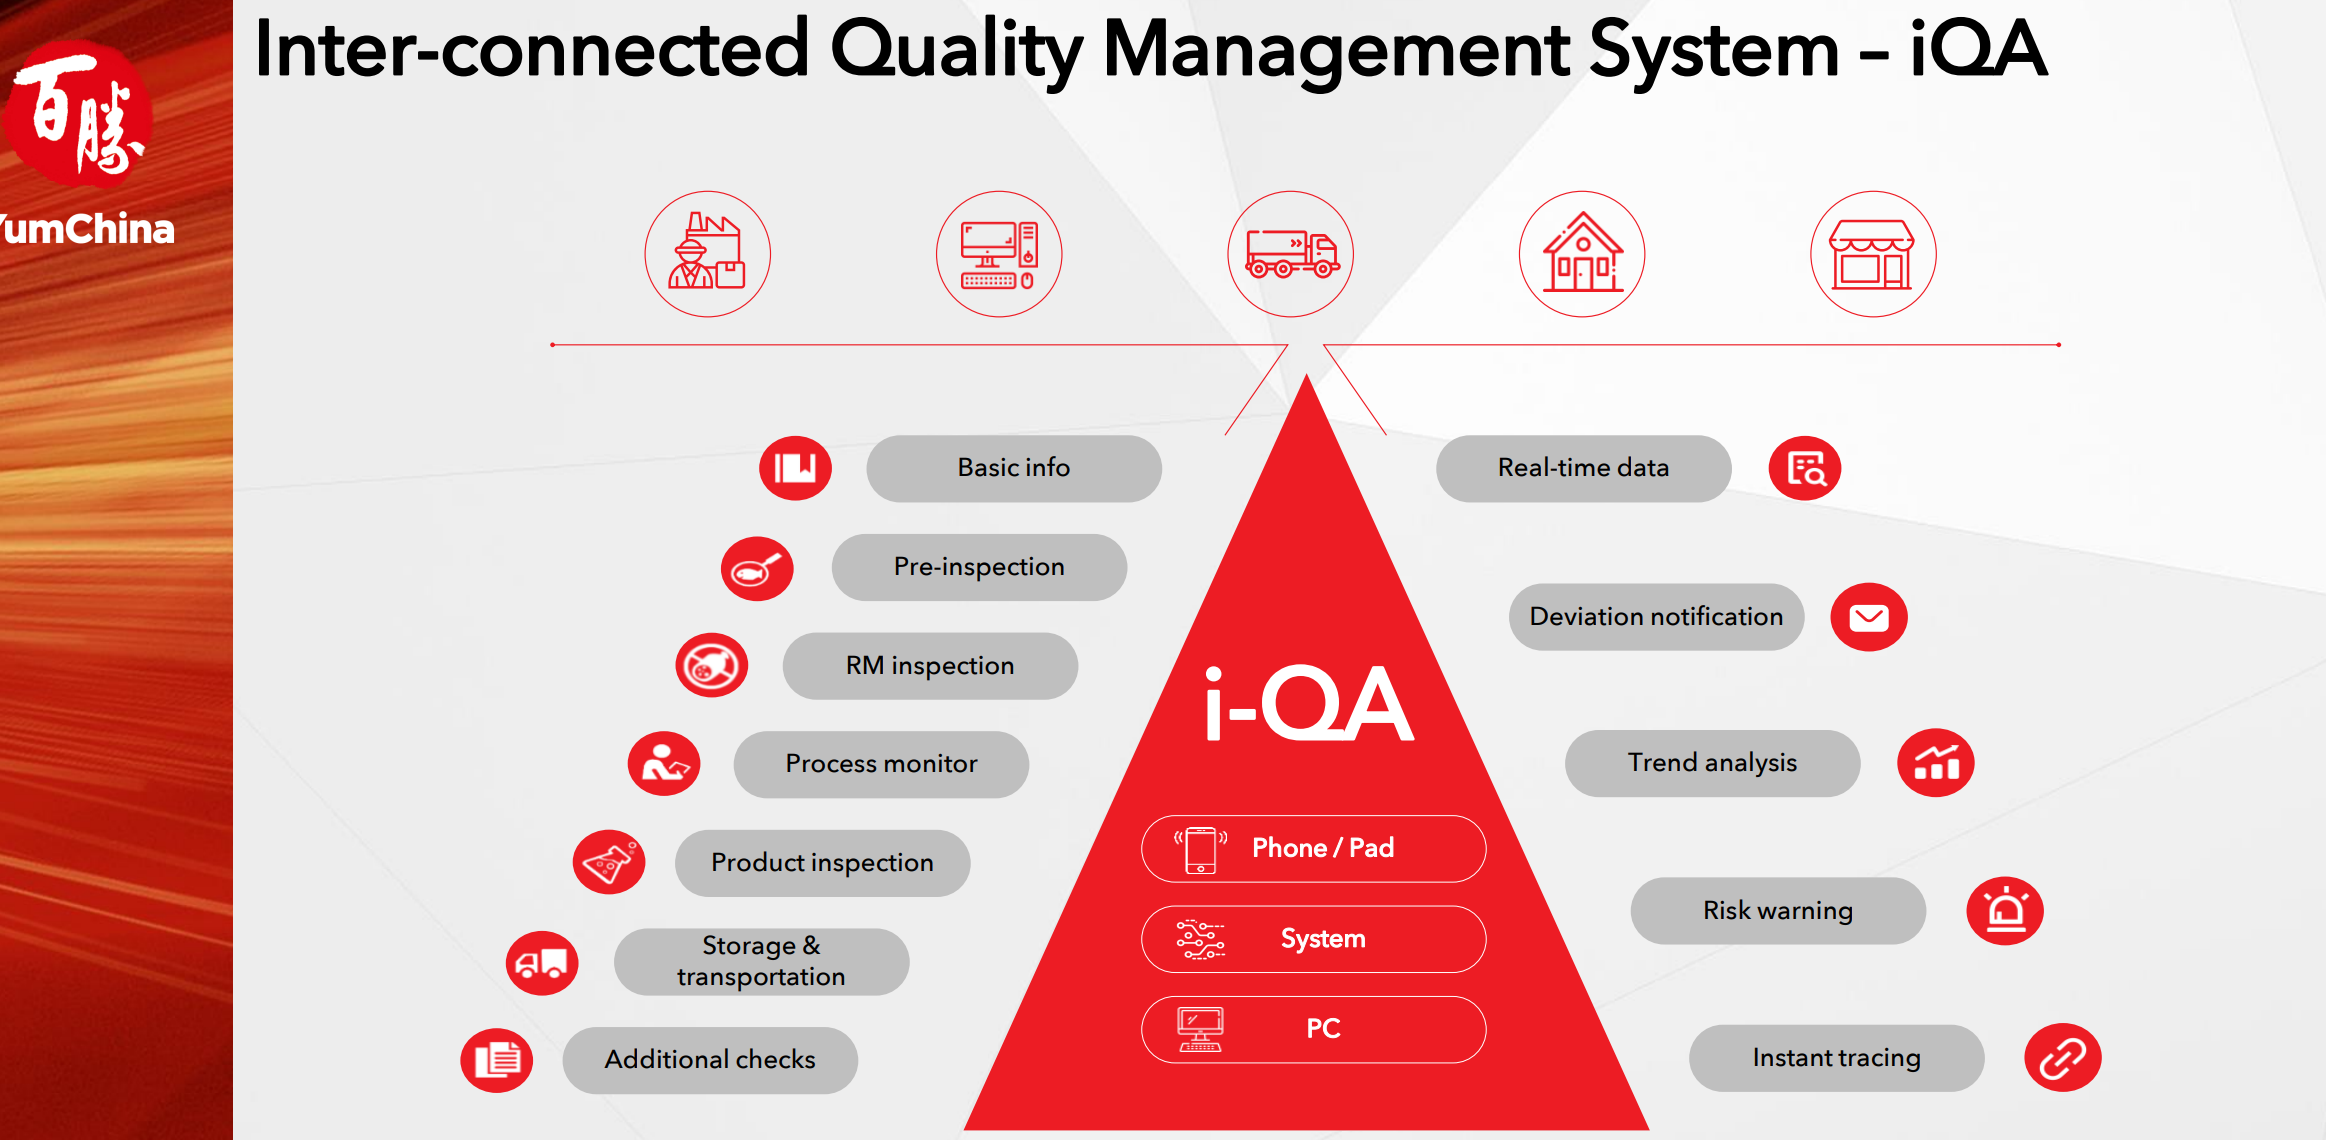 Inter-connected Quality Management System – iQA
百勝
YumChina
Basic info
Pre-inspection
RM inspection
Process monitor
Product inspection
Storage &
transportation
Additional checks
i-QA
Phone / Pad
System
PC
Real-time data
Deviation notification
Trend analysis
Risk warning
Instant tracing